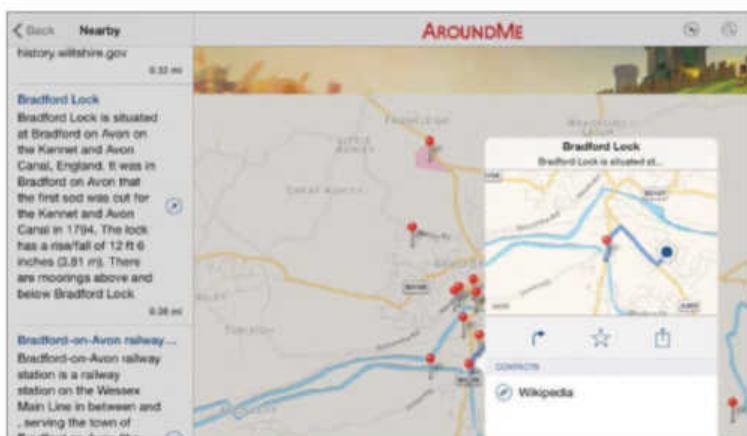 Back
Nearby
AROUNDME
history.wiltshire.gov
0.32 mi
Bradford Lock
Bradford Lock is situated
at Bradford on Avon on
the Kennet and Avon
Canal, England. It was in
Bradford on Avon that
the first sod was cut for
the Kennet and Avon
Canal in 1794. The lock
has a rise/fall of 12 ft 6
inches (3.81 m). There
are moorings above and
below Bradford Lock
Bradford-on-Avon railway...
Bradford-on-Avon railway
station is a railway
station on the Wessex
Main Line in between and
, serving the town of
Bradford Lock
Bradford Lock is situated at...
CONTACTS
Wikipedia